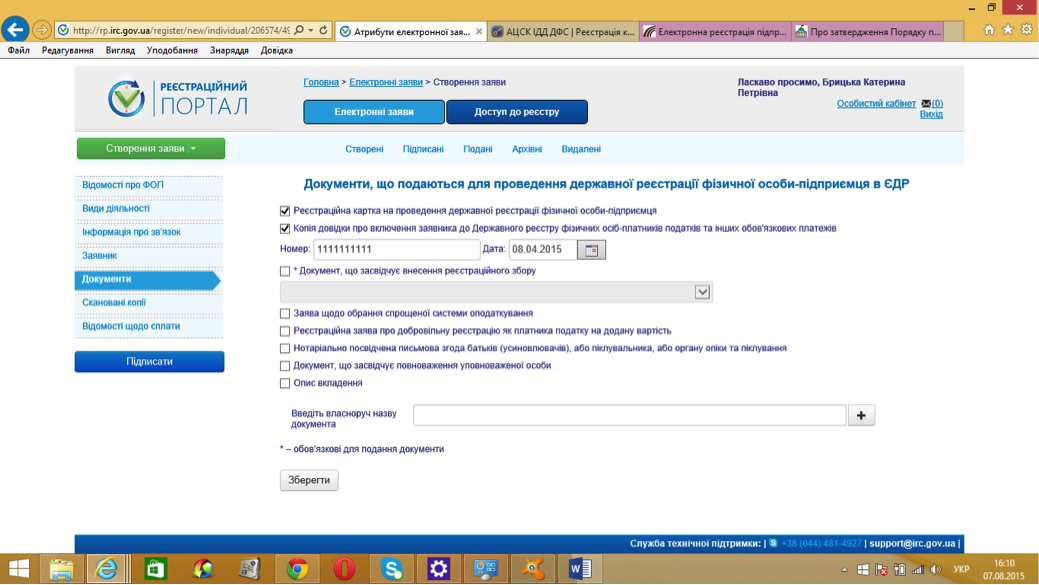 http://rp.irc.gov.ua/register/new/individual/206574/49
Атрибути електронної зая...
АЦСК ІДД ДФС | Реєстрація к...
Електронна реєстрація підпр...
Про затвердження Порядку п...
Файл Редагування Вигляд Уподобання Знаряддя Довідка
РЕЄСТРАЦІЙНИЙ
ПОРТАЛ
Головна > Електронні заяви > Створення заяви
Ласкаво просимо, Брицька Катерина
Петрівна
Електронні заяви
Доступ до реєстру
Особистий кабінет (0)
Вихід
Створення заяви
Створені Підписані Подані Архівні Видалені
Відомості про ФОП
Види діяльності
Інформація про зв'язок
Заявник
Документи
Скановані копії
Відомості щодо сплати
Підписати
Документи, що подаються для проведення державної реєстрації фізичної особи-підприємця в ЄДР
Реєстраційна картка на проведення державної реєстрації фізичної особи-підприємця
Копія довідки про включення заявника до Державного реєстру фізичних осіб-платників податків та інших обов'язкових платежів
Номер: 1111111111 Дата: 08.04.2015
* Документ, що засвідчує внесення реєстраційного збору
Заява щодо обрання спрощеної системи оподаткування
Реєстраційна заява про добровільну реєстрацію як платника податку на додану вартість
Нотаріально посвідчена письмова згода батьків (усиновлювачів), або піклувальника, або органу опіки та піклування
Документ, що засвідчує повноваження уповноваженої особи
Опис вкладення
Введіть власноруч назву
документа
* – обов'язкові для подання документи
Зберегти
Служба технічної підтримки: | +38 (044) 481-4927 | support@irc.gov.ua |
УКР
16:10
07.08.2015